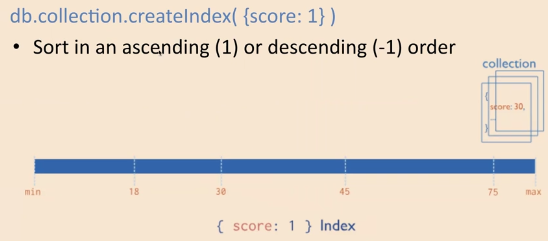 db.collection.createIndex( {score: 1} )
• Sort in an ascending (1) or descending (-1) order
collection
{
score: 30,
}
min 18 30 45 75 max
{ score: 1 } Index